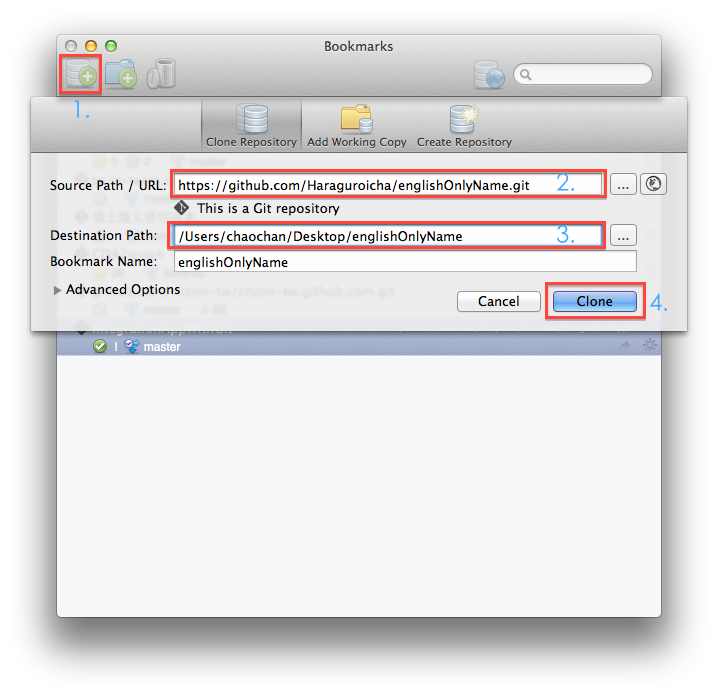 Bookmarks
1.
Clone Repository
Add Working Copy
Create Repository
Source Path / URL: https://github.com/Haraguroicha/englishOnlyName.git 2. ...
This is a Git repository
Destination Path: /Users/chaochan/Desktop/englishOnlyName 3. ...
Bookmark Name: englishOnlyName
Advanced Options
Cancel
Clone
4.
master